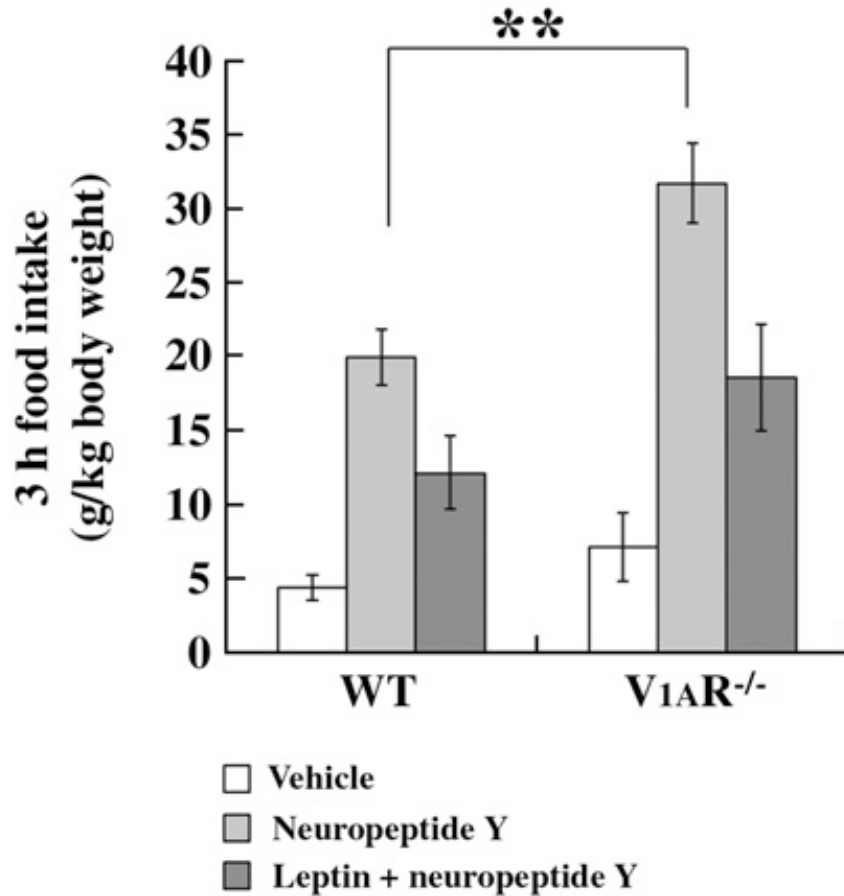 **
40
35
30
25
20
15
10
5
0
3 h food intake
(g/kg body weight)
WT
V1AR-/-
Vehicle
Neuropeptide Y
Leptin + neuropeptide Y